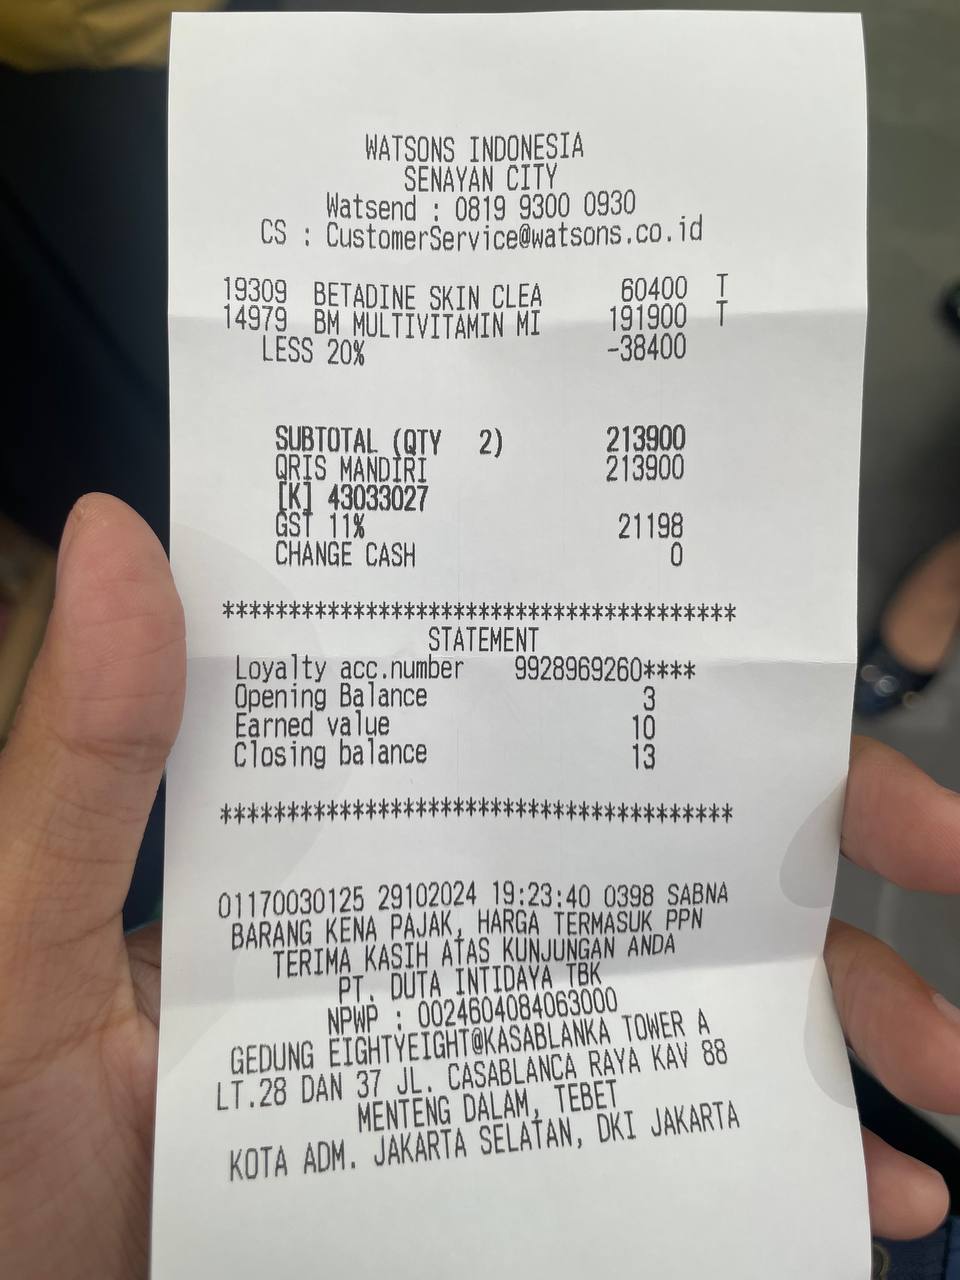 WATSONS INDONESIA
SENAYAN CITY
Watsend : 0819 9300 0930
CS : CustomerService@watsons.co.id
19309 BETADINE SKIN CLEA 60400 T
14979 BM MULTIVITAMIN MI 191900 T
LESS 20% -38400
SUBTOTAL (QTY 2) 213900
QRIS MANDIRI 213900
[K] 43033027
GST 11% 21198
CHANGE CASH 0
***************************************
STATEMENT
Loyalty acc.number 9928969260****
Opening Balance 3
Earned value 10
Closing balance 13
***************************************
01170030125 29102024 19:23:40 0398 SABNA
BARANG KENA PAJAK, HARGA TERMASUK PPN
TERIMA KASIH ATAS KUNJUNGAN ANDA
PT. DUTA INTIDAYA TBK
NPWP : 0024604084063000
GEDUNG EIGHTYEIGHT@KASABLANKA TOWER A
LT.28 DAN 37 JL. CASABLANCA RAYA KAV 88
MENTENG DALAM, TEBET
KOTA ADM. JAKARTA SELATAN, DKI JAKARTA